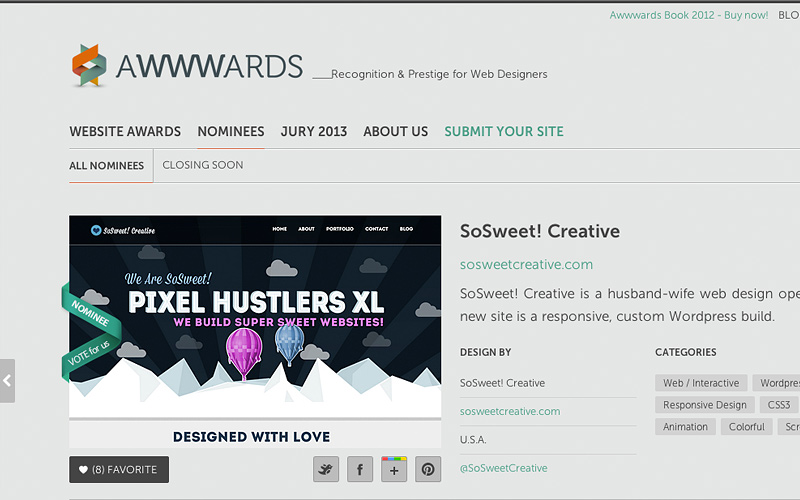 Awwwards Book 2012 - Buy now! BLO
AWWWARDS
Recognition & Prestige for Web Designers
WEBSITE AWARDS NOMINEES JURY 2013 ABOUT US SUBMIT YOUR SITE
ALL NOMINEES CLOSING SOON
SoSweet! Creative
HOME ABOUT PORTFOLIO CONTACT BLOG
We Are SoSweet!
PIXEL HUSTLERS XL
WE BUILD SUPER SWEET WEBSITES!
NOMINEE
VOTE for us
DESIGNED WITH LOVE
(8) FAVORITE
SoSweet! Creative
sosweetcreative.com
SoSweet! Creative is a husband-wife web design ope
new site is a responsive, custom Wordpress build.
DESIGN BY
SoSweet! Creative
sosweetcreative.com
U.S.A.
@SoSweetCreative
CATEGORIES
Web / Interactive Wordpres
Responsive Design CSS3
Animation Colorful Scr